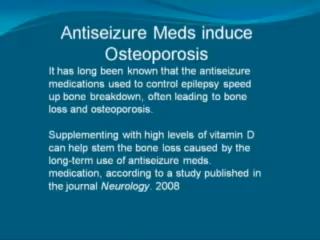 Antiseizure Meds induce
Osteoporosis
It has long been known that the antiseizure
medications used to control epilepsy speed
up bone breakdown, often leading to bone
loss and osteoporosis.
Supplementing with high levels of vitamin D
can help stem the bone loss caused by the
long-term use of antiseizure meds.
medication, according to a study published in
the journal Neurology. 2008